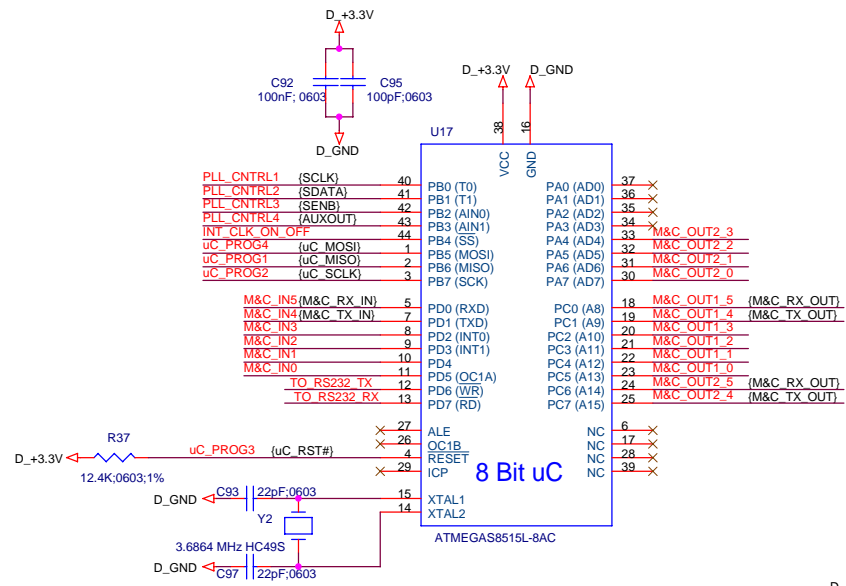 D_+3.3V
C92
C95
100nF; 0603
100pF;0603
D_GND
D_+3.3V
D_GND
U17
38
16
VCC
GND
PLL_CNTRL1 {SCLK} 40 PB0 (T0) PA0 (AD0) 37
PLL_CNTRL2 {SDATA} 41 PB1 (T1) PA1 (AD1) 36
PLL_CNTRL3 {SENB} 42 PB2 (AIN0) PA2 (AD2) 35
PLL_CNTRL4 {AUXOUT} 43 PB3 (AIN1) PA3 (AD3) 34
INT_CLK_ON_OFF 44 PB4 (SS) PA4 (AD4) 33 M&C_OUT2_3
uC_PROG4 {uC_MOSI} 1 PB5 (MOSI) PA5 (AD5) 32 M&C_OUT2_2
uC_PROG1 {uC_MISO} 2 PB6 (MISO) PA6 (AD6) 31 M&C_OUT2_1
uC_PROG2 {uC_SCLK} 3 PB7 (SCK) PA7 (AD7) 30 M&C_OUT2_0
M&C_IN5 {M&C_RX_IN} 5 PD0 (RXD) PC0 (A8) 18 M&C_OUT1_5 {M&C_RX_OUT}
M&C_IN4 {M&C_TX_IN} 7 PD1 (TXD) PC1 (A9) 19 M&C_OUT1_4 {M&C_TX_OUT}
M&C_IN3 8 PD2 (INT0) PC2 (A10) 20 M&C_OUT1_3
M&C_IN2 9 PD3 (INT1) PC3 (A11) 21 M&C_OUT1_2
M&C_IN1 10 PD4 PC4 (A12) 22 M&C_OUT1_1
M&C_IN0 11 PD5 (OC1A) PC5 (A13) 23 M&C_OUT1_0
TO_RS232_TX 12 PD6 (WR) PC6 (A14) 24 M&C_OUT2_5 {M&C_RX_OUT}
TO_RS232_RX 13 PD7 (RD) PC7 (A15) 25 M&C_OUT2_4 {M&C_TX_OUT}
27 ALE NC 6
26 OC1B NC 17
D_+3.3V R37 uC_PROG3 {uC_RST#} 4 RESET NC 28
29 ICP NC 39
12.4K;0603;1%
8 Bit uC
D_GND C93 22pF;0603 15 XTAL1
14 XTAL2
Y2
ATMEGAS8515L-8AC
3.6864 MHz HC49S
D_GND C97 22pF;0603
D